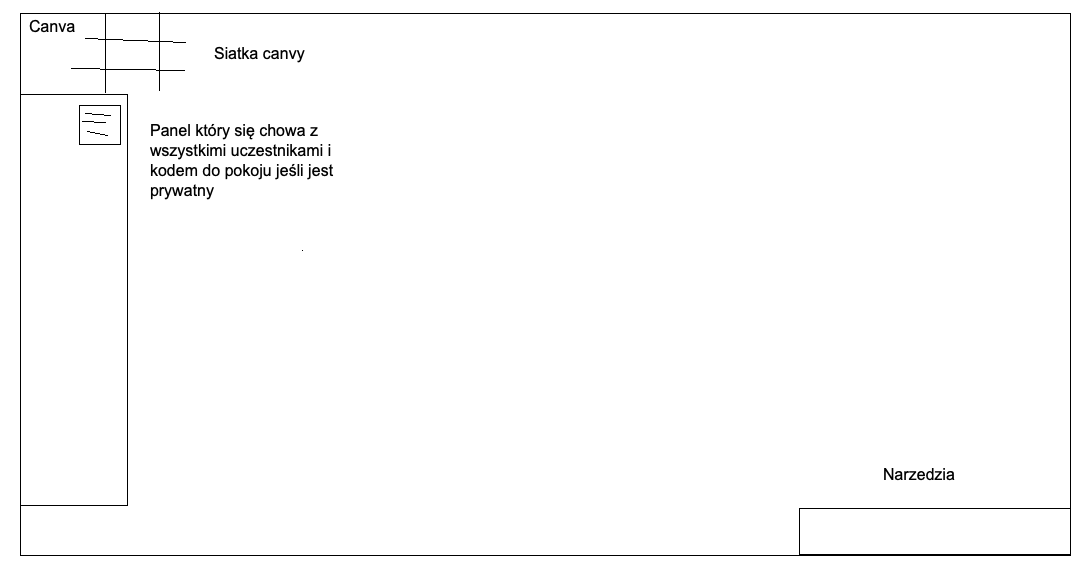 Canva
Siatka canvy
Panel który się chowa z
wszystkimi uczestnikami i
kodem do pokoju jeśli jest
prywatny
Narzedzia